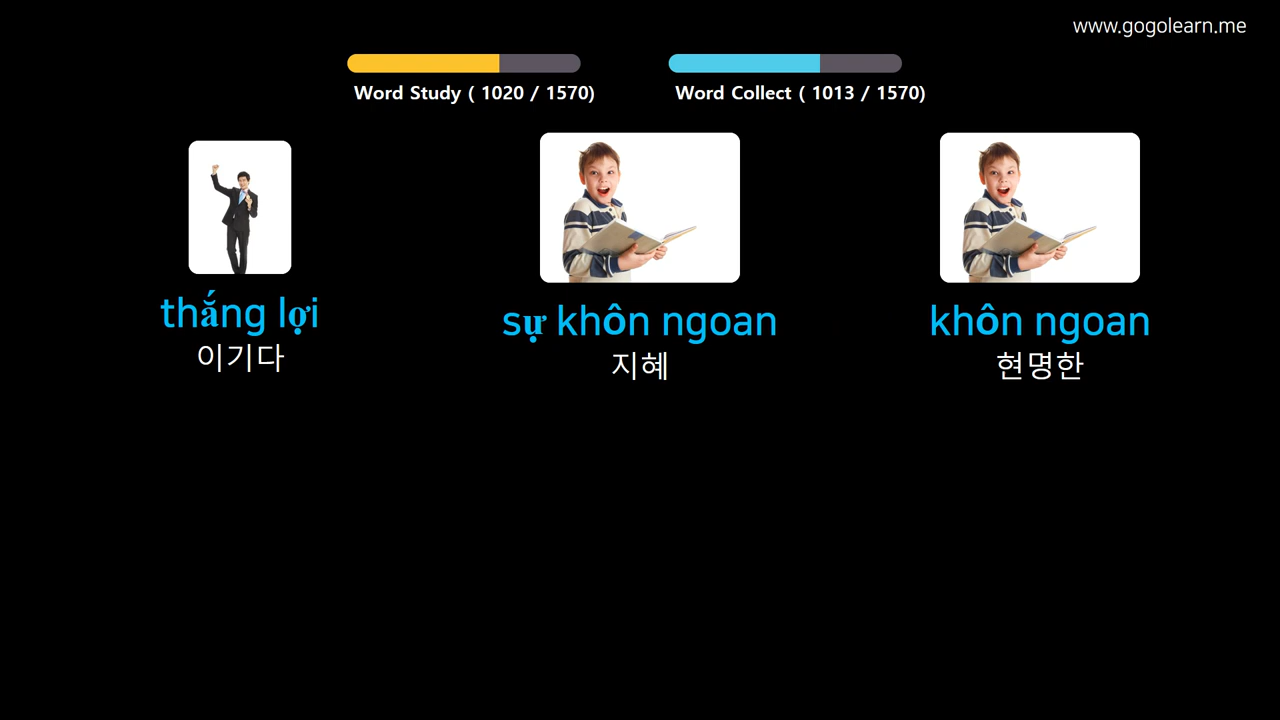 www.gogolearn.me
Word Study ( 1020 / 1570)
Word Collect ( 1013 / 1570)
thắng lợi
이기다
sự khôn ngoan
지혜
khôn ngoan
현명한